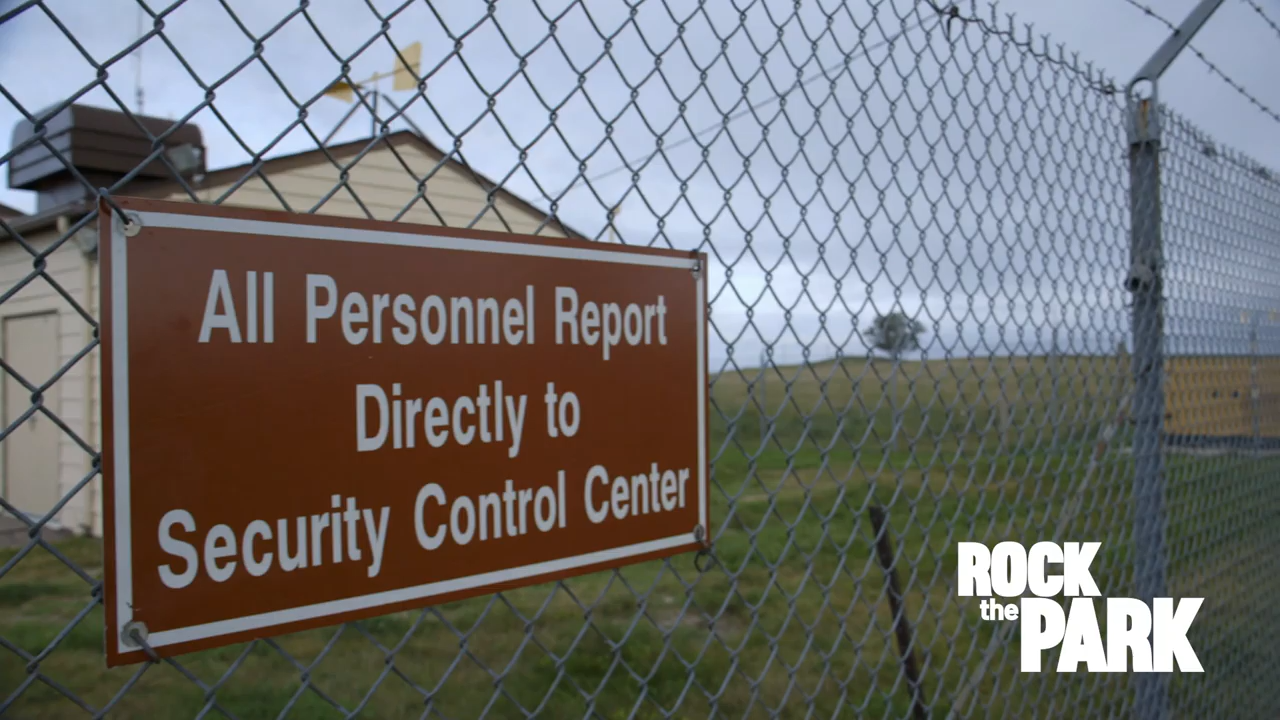 All Personnel Report
Directly to
Security Control Center
ROCK
the PARK